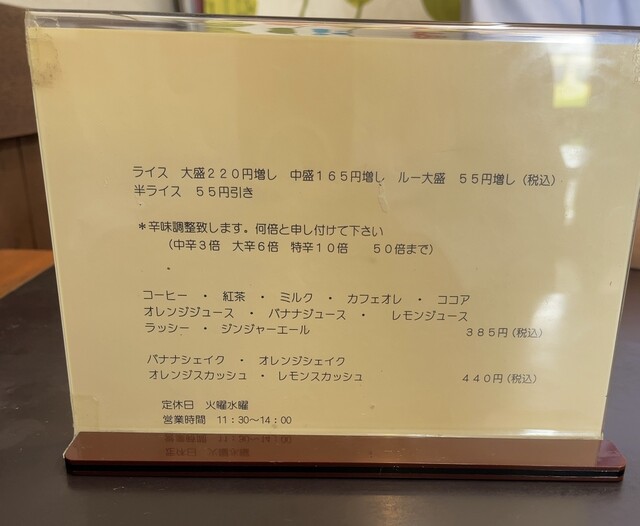 ライス 大盛220円増し 中盛165円増し ルー大盛 55円増し(税込)
半ライス 55円引き
*辛味調整致します。何倍と申し付けて下さい
(中辛3倍 大辛6倍 特辛10倍 50倍まで)
コーヒー ・ 紅茶 ・ ミルク ・ カフェオレ ・ ココア
オレンジジュース ・ バナナジュース ・ レモンジュース
ラッシー ・ ジンジャーエール 385円(税込)
バナナシェイク ・ オレンジシェイク
オレンジスカッシュ ・ レモンスカッシュ 440円(税込)
定休日 火曜水曜
営業時間 11:30~14:00